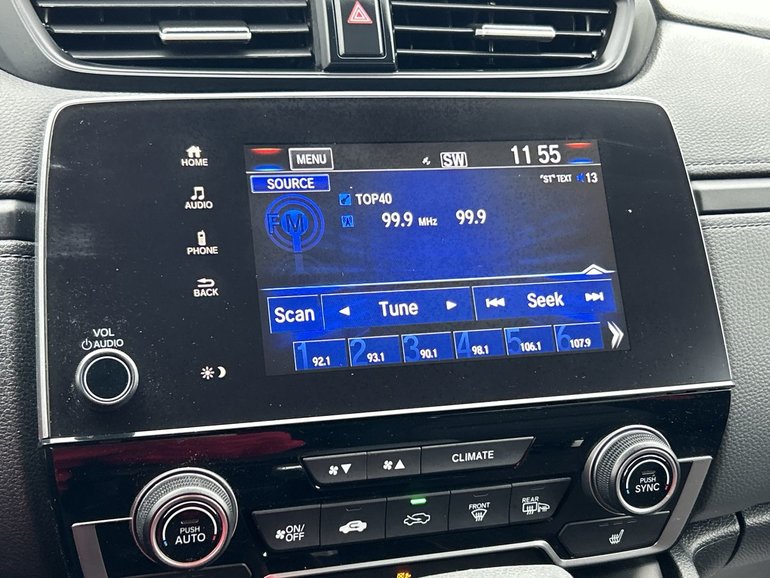 HOME
AUDIO
PHONE
BACK
VOL
AUDIO
MENU SW 11 55
SOURCE "ST" TEXT 13
FM TOP40
99.9 MHz 99.9
Scan Tune Seek
1 92.1 2 93.1 3 90.1 4 98.1 5 106.1 6 107.9
CLIMATE
PUSH AUTO
ON/OFF
FRONT
REAR
PUSH SYNC